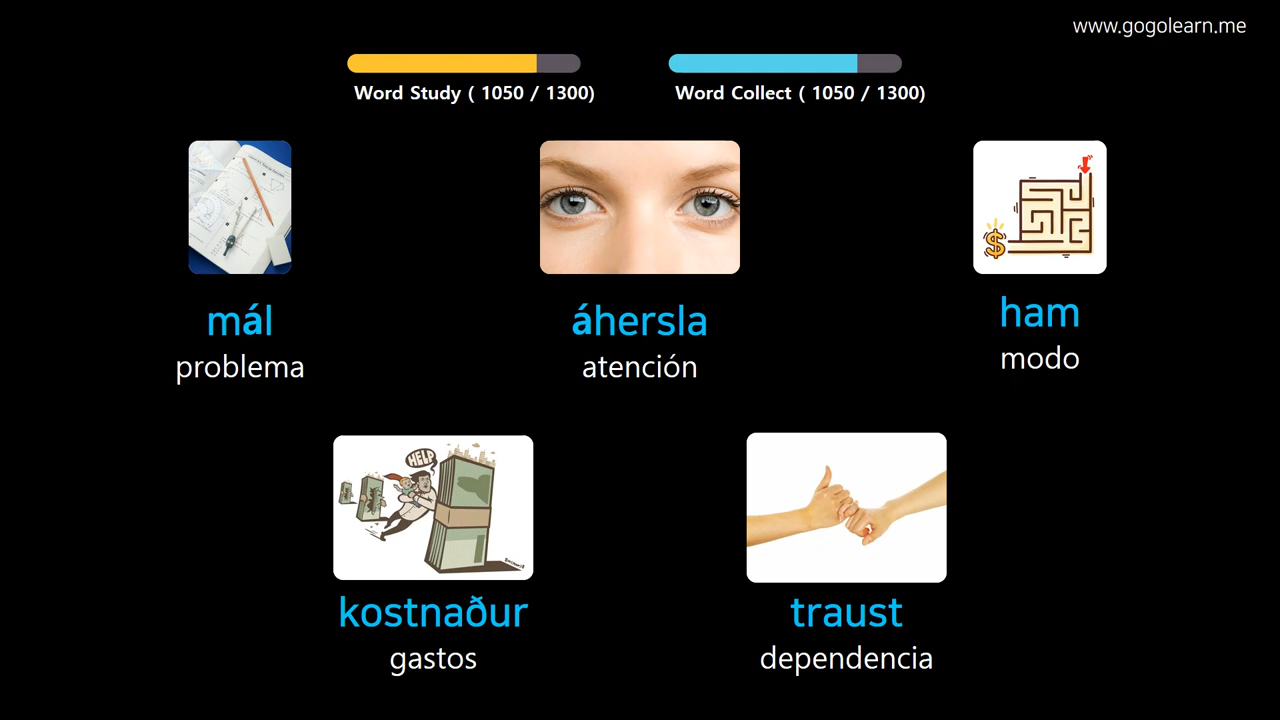 www.gogolearn.me
Word Study ( 1050 / 1300)
Word Collect ( 1050 / 1300)
mál
problema
áhersla
atención
ham
modo
HELP
kostnaður
gastos
traust
dependencia